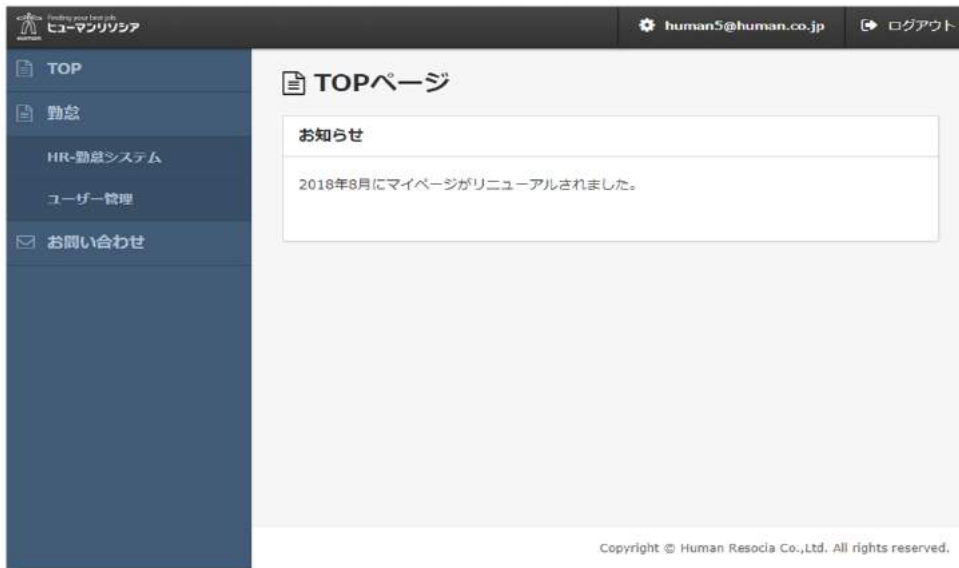 Finding your best job
ヒューマンリソシア
human5@human.co.jp
ログアウト
TOP
勤怠
HR-勤怠システム
ユーザー管理
お問い合わせ
TOPページ
お知らせ
2018年8月にマイページがリニューアルされました。
Copyright © Human Resocia Co.,Ltd. All rights reserved.